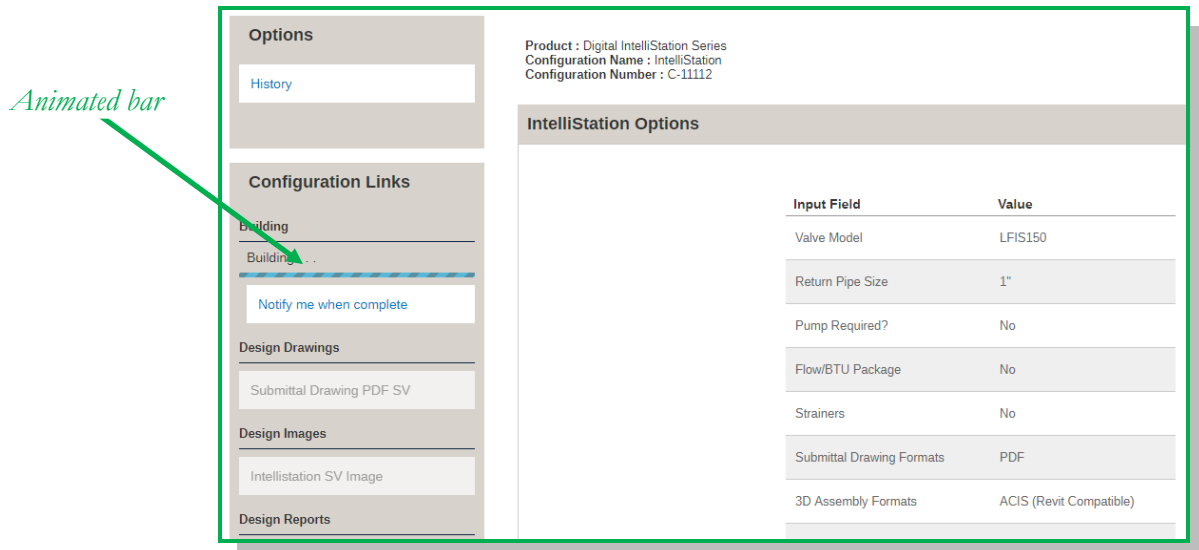 Animated bar
Options
History
Configuration Links
Building
Building . . .
Notify me when complete
Design Drawings
Submittal Drawing PDF SV
Design Images
Intellistation SV Image
Design Reports
Product : Digital IntelliStation Series
Configuration Name : IntelliStation
Configuration Number : C-11112
IntelliStation Options
Input Field Value
Valve Model LFIS150
Return Pipe Size 1"
Pump Required? No
Flow/BTU Package No
Strainers No
Submittal Drawing Formats PDF
3D Assembly Formats ACIS (Revit Compatible)